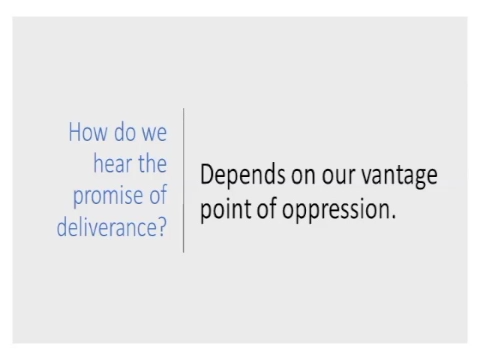 How do we
hear the
promise of
deliverance?
Depends on our vantage
point of oppression.